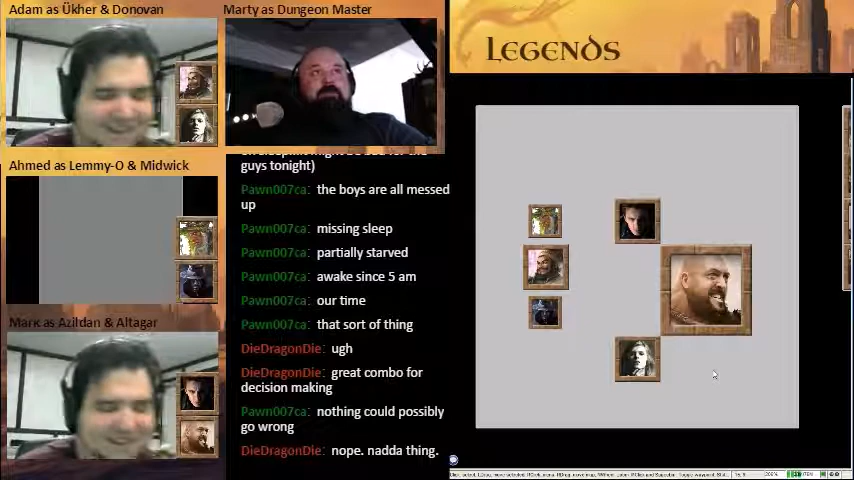 Adam as Ükher & Donovan
Marty as Dungeon Master
LEGENDS
Ahmed as Lemmy-O & Midwick
guys tonight)
Pawn007ca: the boys are all messed
up
Pawn007ca: missing sleep
Pawn007ca: partially starved
Pawn007ca: awake since 5 am
Pawn007ca: our time
Pawn007ca: that sort of thing
Mark as Azildan & Altagar
DieDragonDie: ugh
DieDragonDie: great combo for
decision making
Pawn007ca: nothing could possibly
go wrong
DieDragonDie: nope. nadda thing.